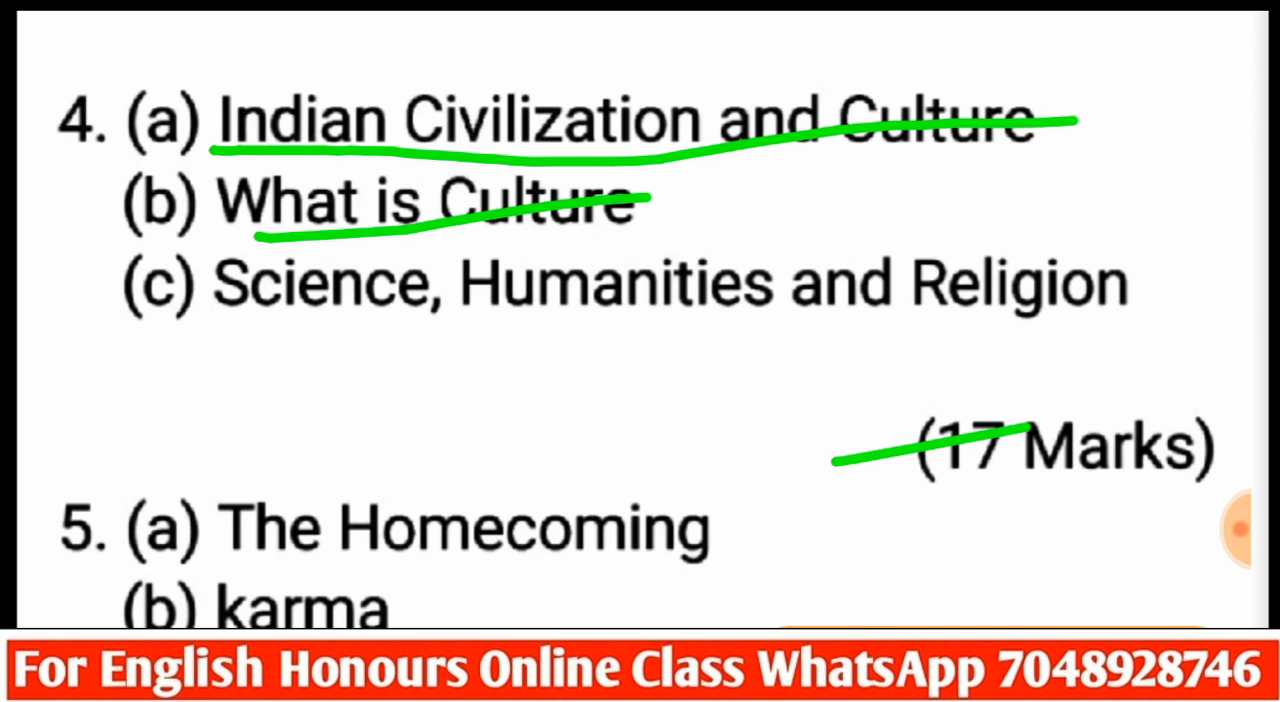 4. (a) Indian Civilization and Culture
(b) What is Culture
(c) Science, Humanities and Religion
(17 Marks)
5. (a) The Homecoming
(b) karma
For English Honours Online Class WhatsApp 7048928746